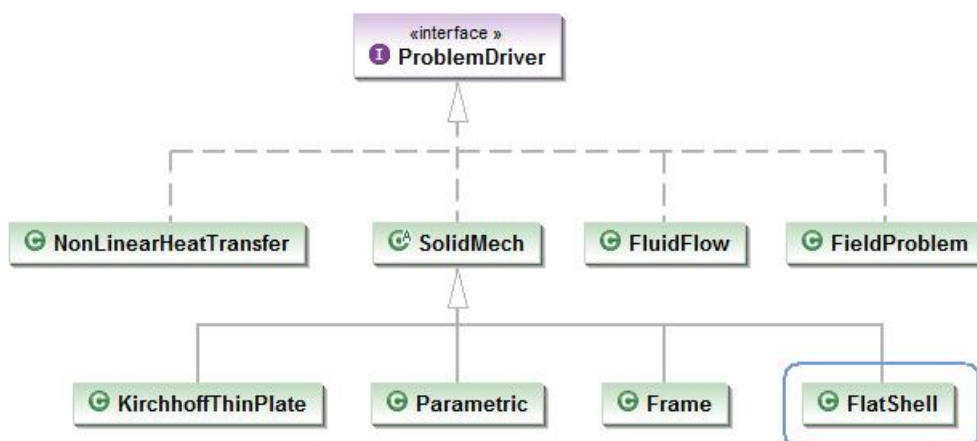 «interface »
I ProblemDriver
C NonLinearHeatTransfer
C A SolidMech
C FluidFlow
C FieldProblem
C KirchhoffThinPlate
C Parametric
C Frame
C FlatShell